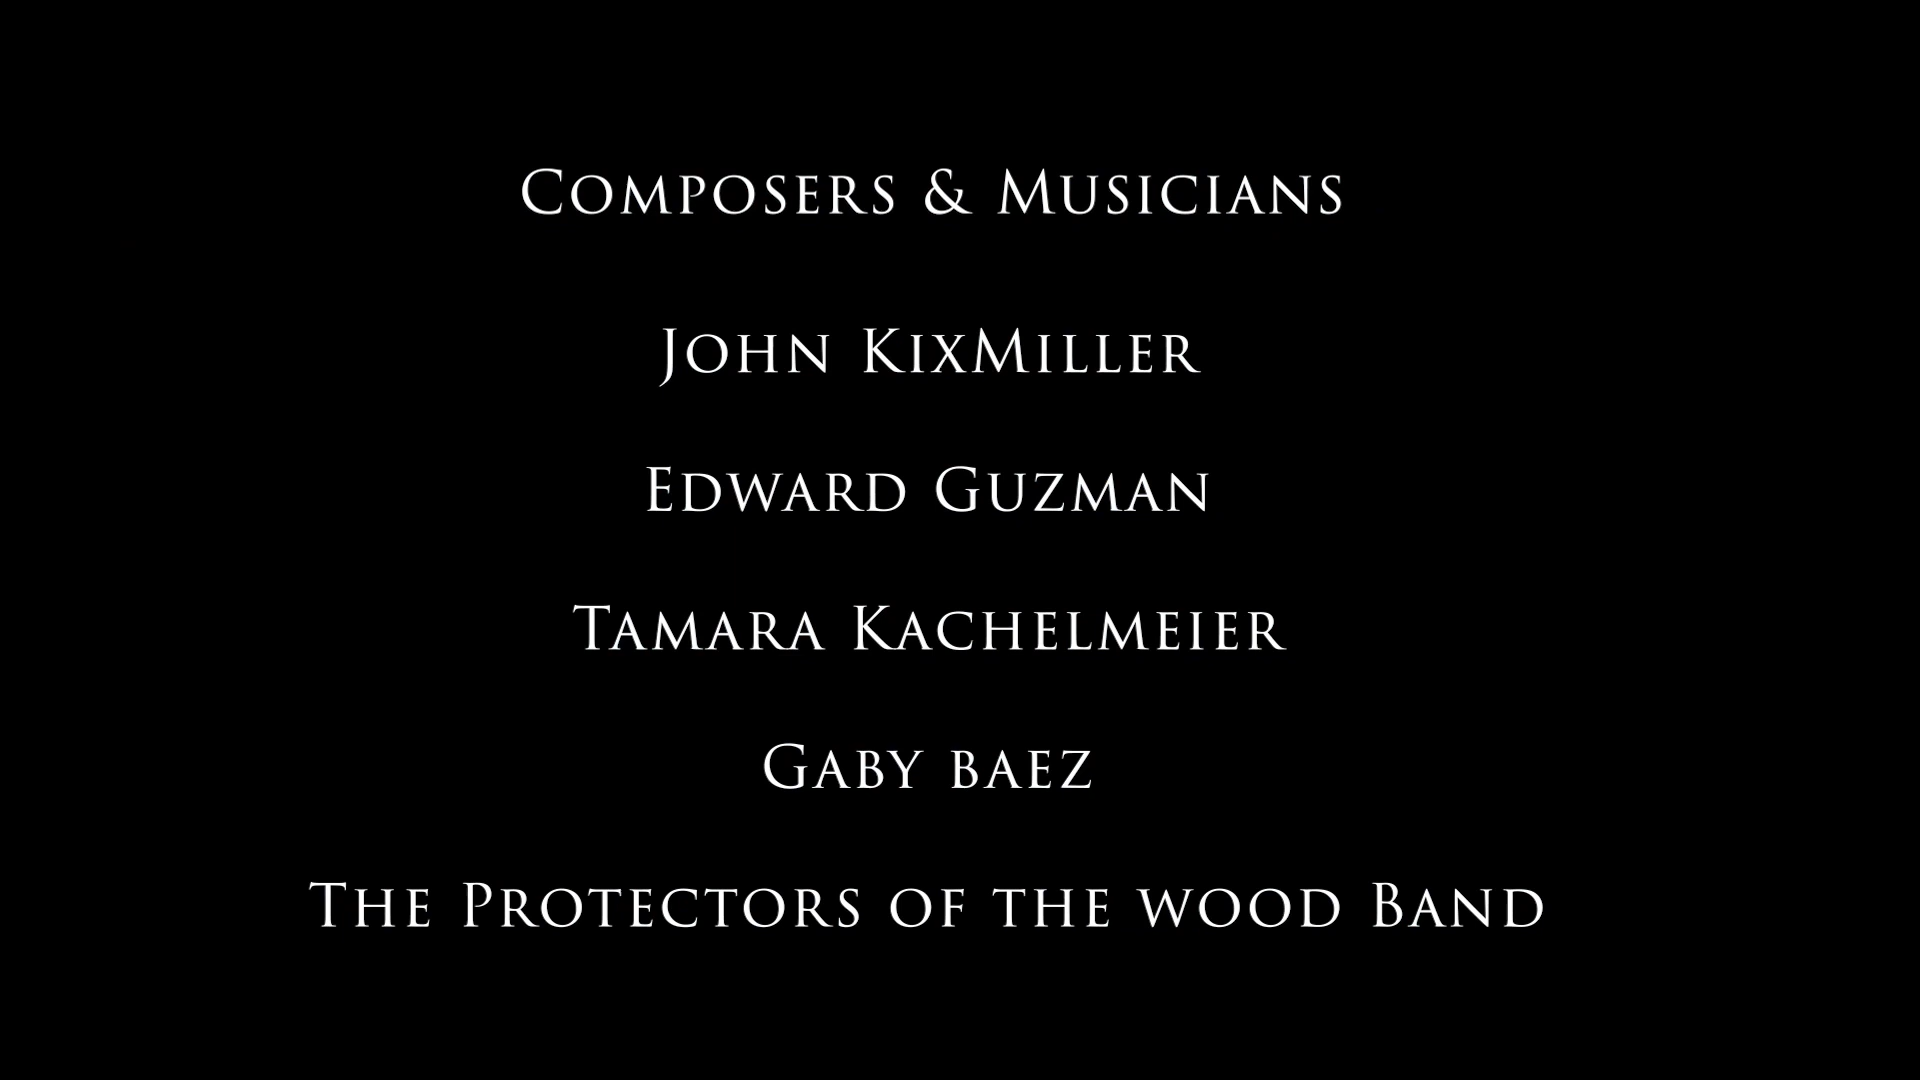 Composers & Musicians
John KixMiller
Edward Guzman
Tamara Kachelmeier
Gaby baez
The Protectors of the wood Band